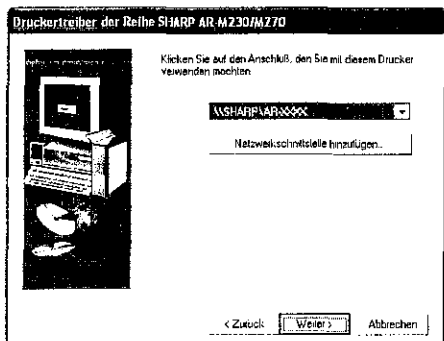 Druckertreiber der Reihe SHARP AR-M230/M270
Klicken Sie auf den Anschluß, den Sie mit diesem Drucker
verwenden mochten
\\SHARP\AR-XXXX
Netzwerkschnittstelle hinzufügen..
< Zurück
Weiter >
Abbrechen